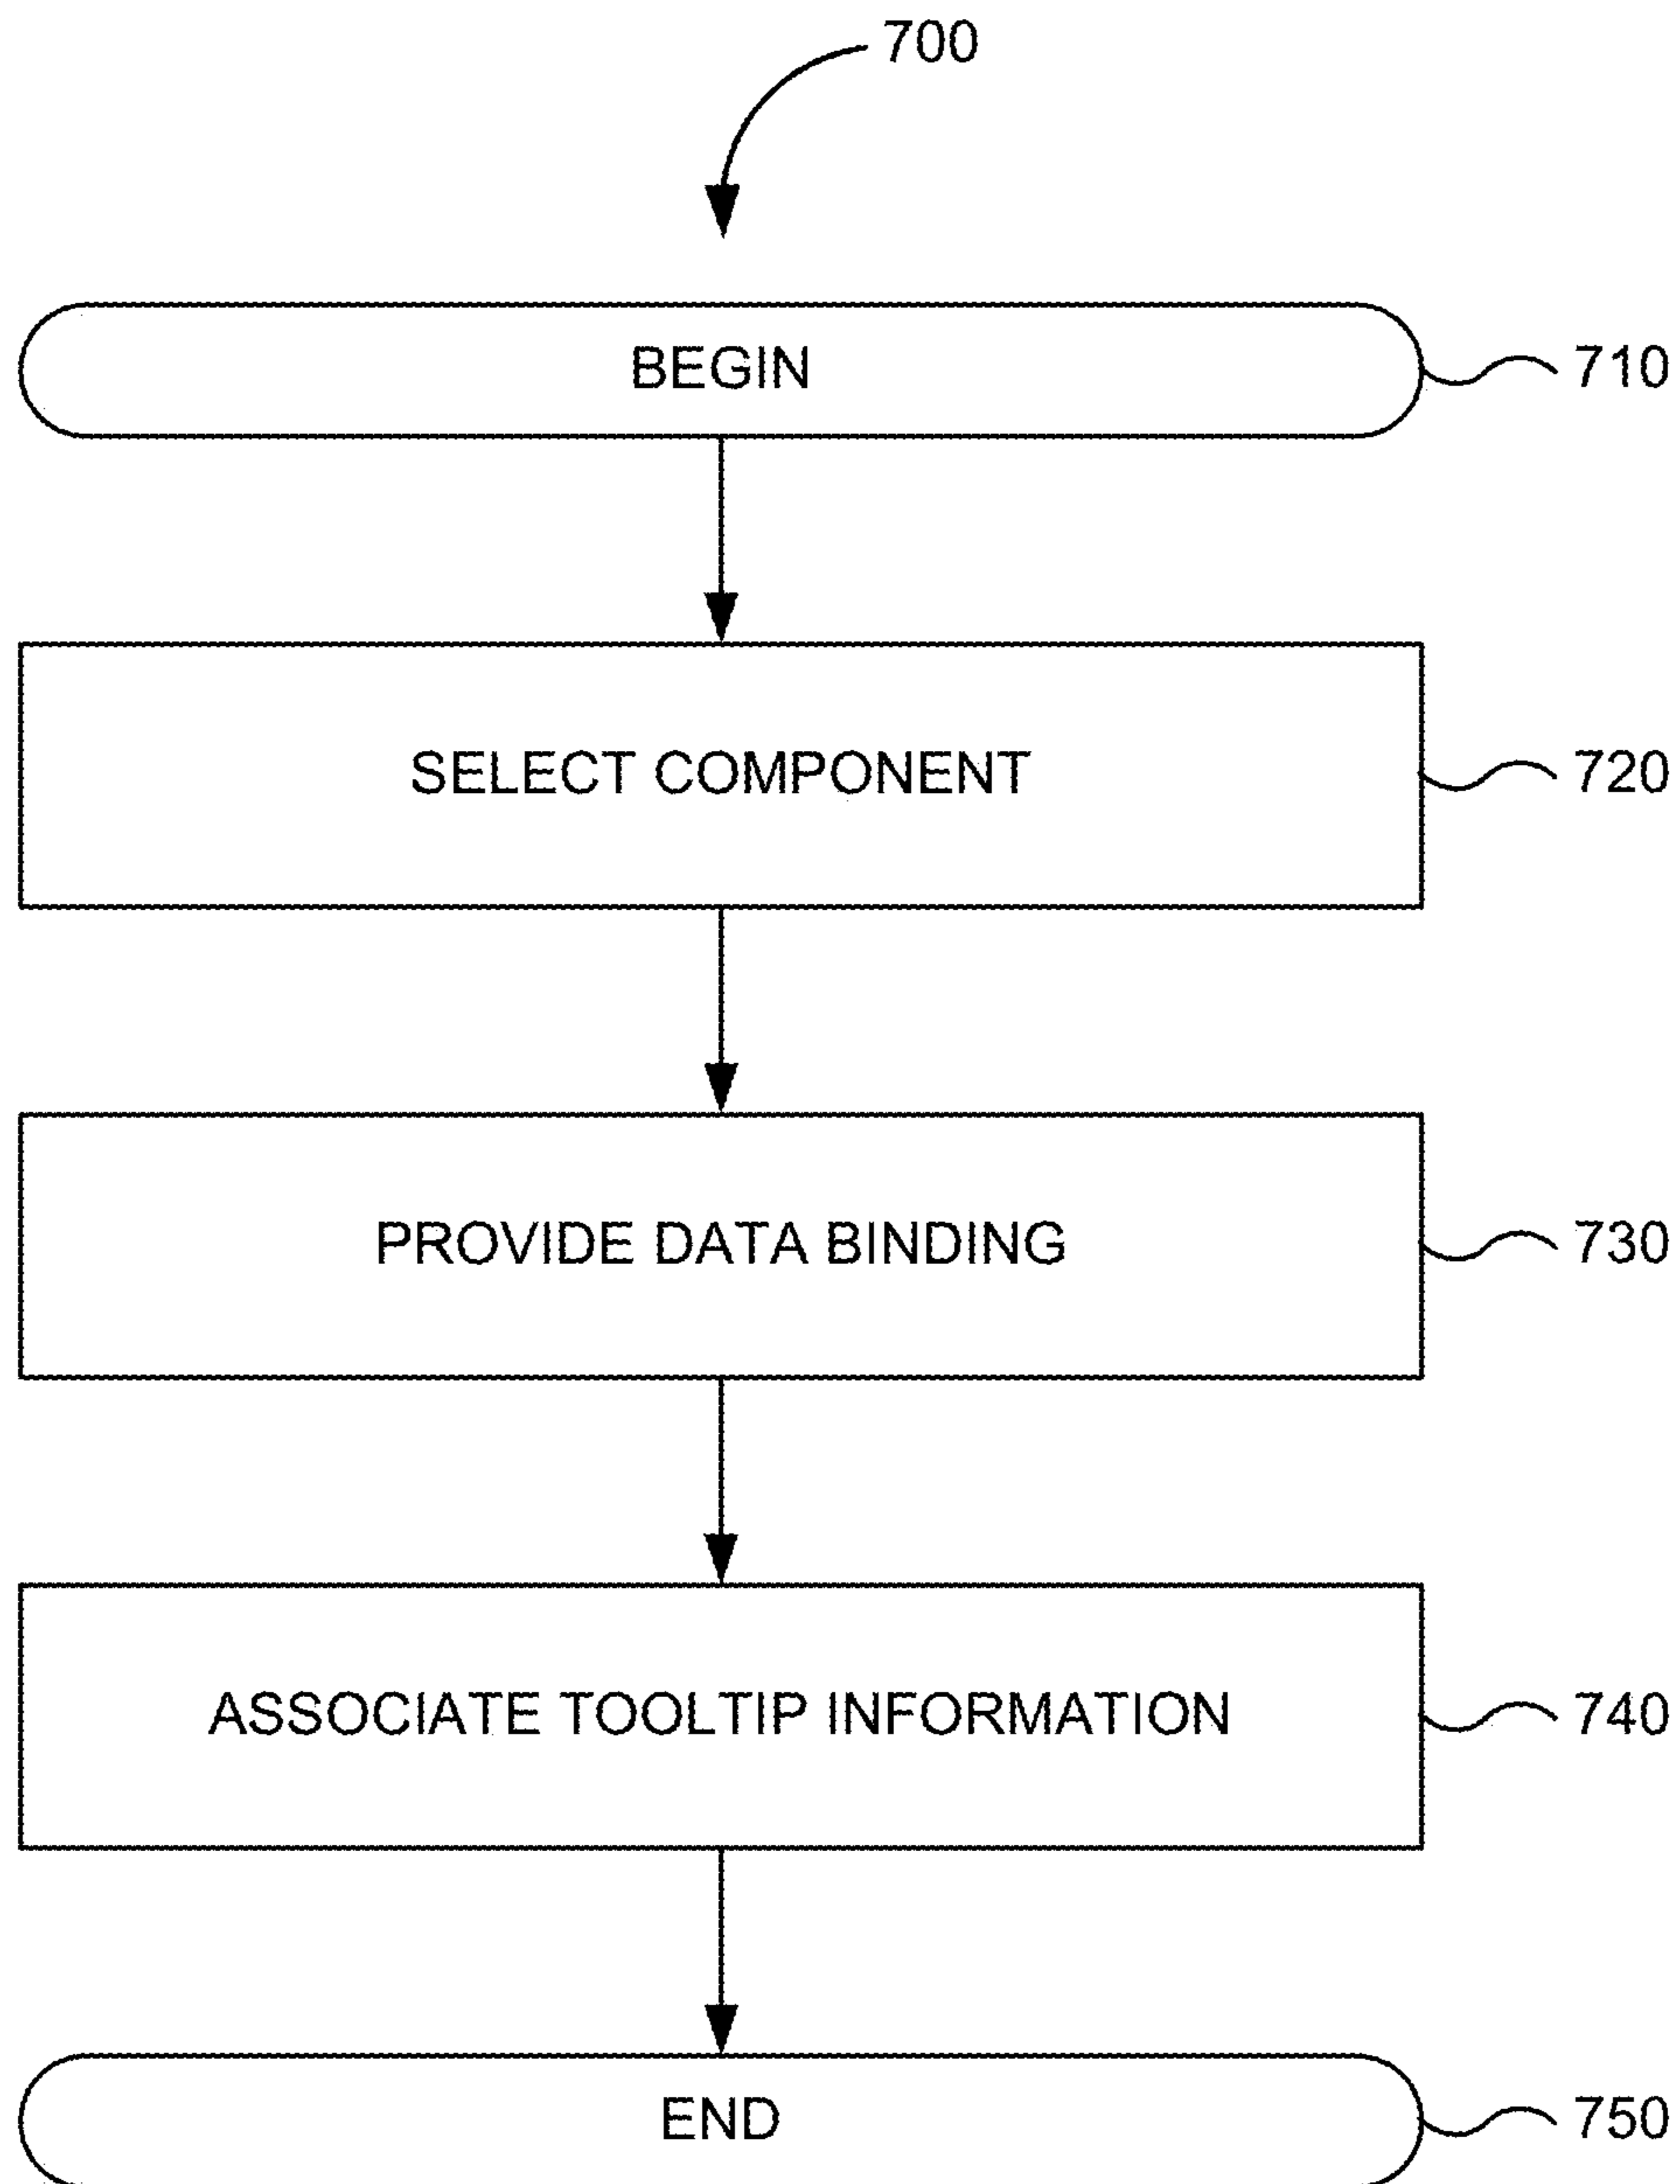 700
BEGIN
710
SELECT COMPONENT
720
PROVIDE DATA BINDING
730
ASSOCIATE TOOLTIP INFORMATION
740
END
750